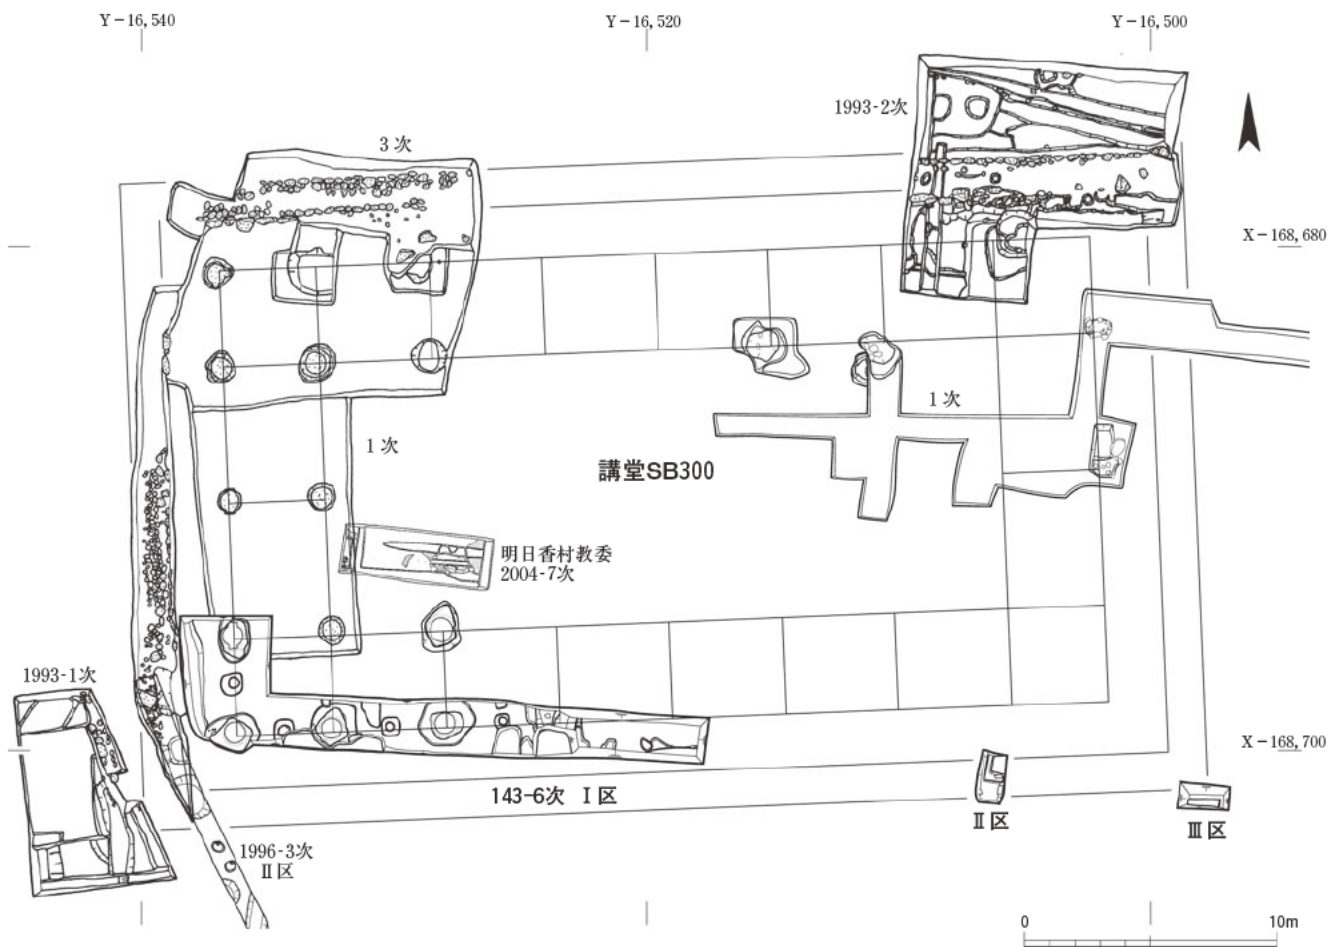 Y－16,540
Y－16,520
Y－16,500
1993-2次
3次
X－168,680
1次
1次
講堂SB300
明日香村教委
2004-7次
1993-1次
X－168,700
143-6次 Ⅰ区
Ⅱ区
Ⅲ区
1996-3次
Ⅱ区
0
10m